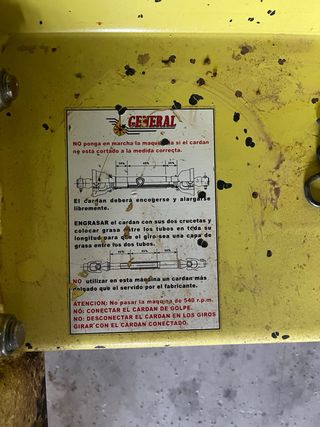 GENERAL
NO ponga en marcha la maquina si el cardan
no esta cortado a la medida correcta.
El cardan deberá encogerse y alargarse
libremente.
ENGRASAR el cardan con sus dos crucetas y
colocar grasa entre los tubos en toda su
longitud para que el giro sea una capa de
grasa entre los dos tubos.
NO utilizar en esta máquina un cardan más
delgado que el servido por el fabricante.
ATENCION: No pasar la maquina de 540 r.p.m.
NO: CONECTAR EL CARDAN DE GOLPE.
NO: DESCONECTAR EL CARDAN EN LOS GIROS
GIRAR CON EL CARDAN CONECTADO.